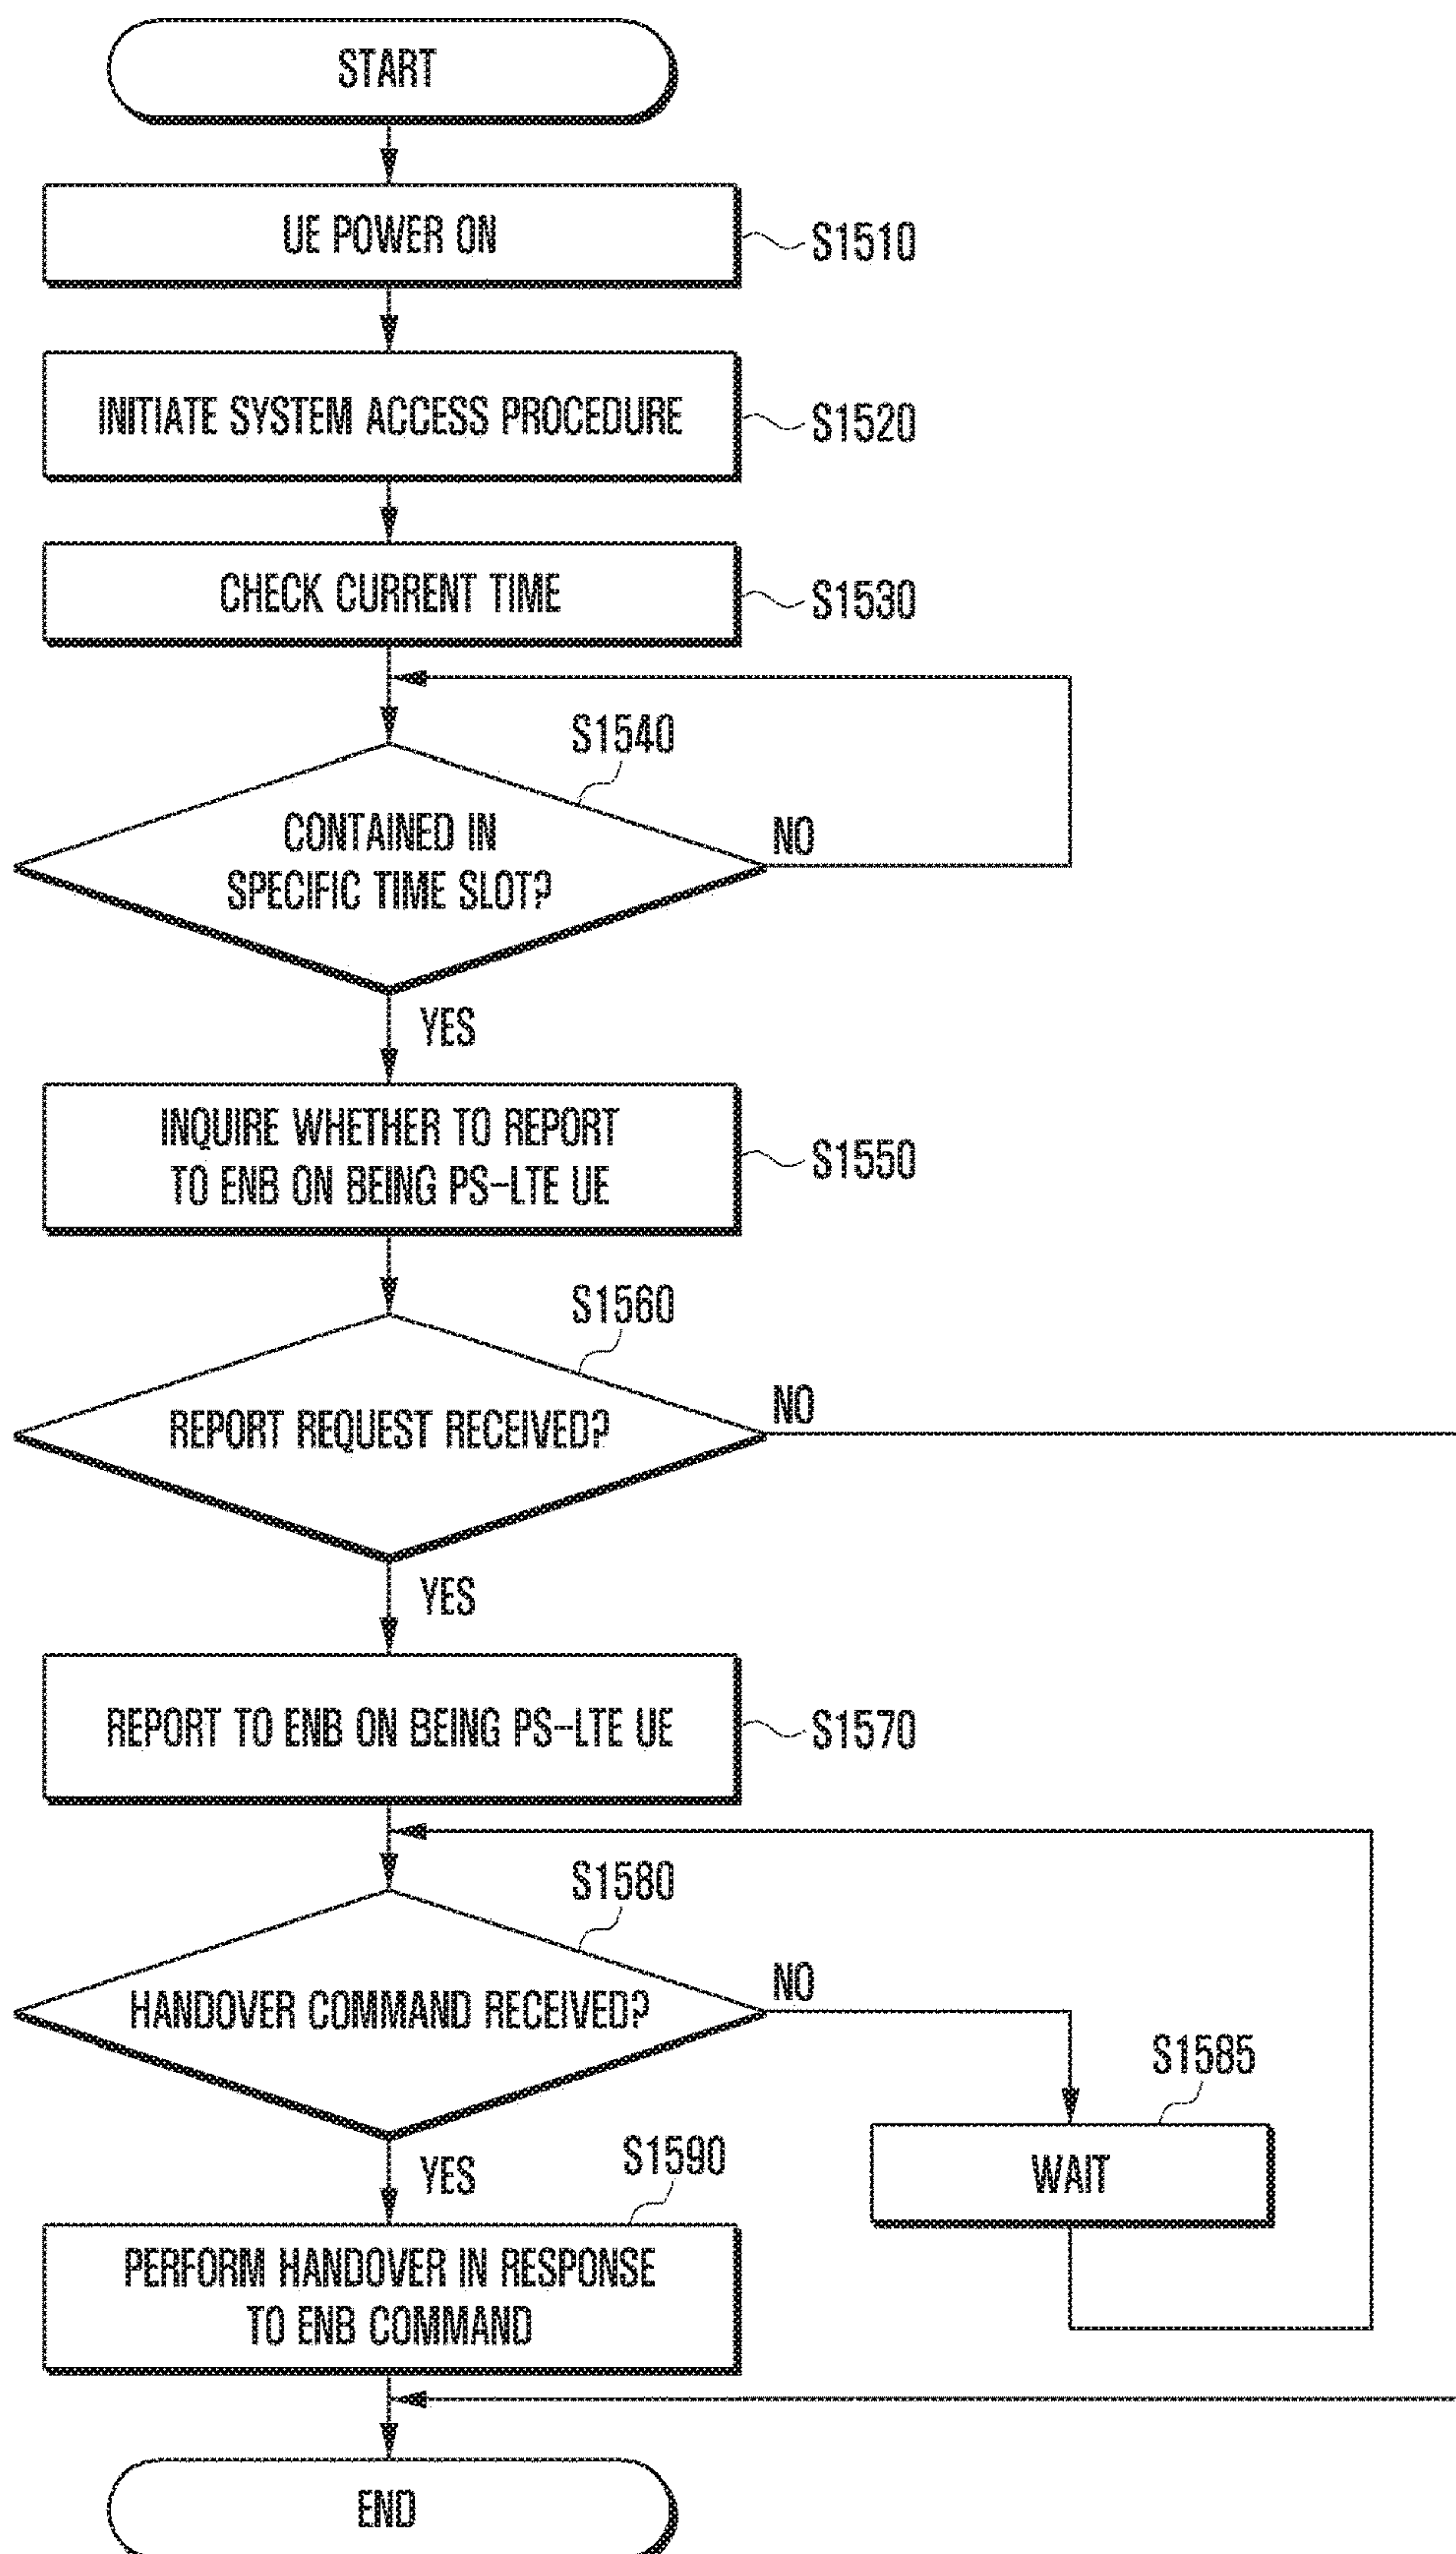 START
UE POWER ON
S1510
INITIATE SYSTEM ACCESS PROCEDURE
S1520
CHECK CURRENT TIME
S1530
S1540
CONTAINED IN
SPECIFIC TIME SLOT?
NO
YES
INQUIRE WHETHER TO REPORT
TO ENB ON BEING PS-LTE UE
S1550
S1560
REPORT REQUEST RECEIVED?
NO
YES
REPORT TO ENB ON BEING PS-LTE UE
S1570
S1580
HANDOVER COMMAND RECEIVED?
NO
S1585
WAIT
YES
S1590
PERFORM HANDOVER IN RESPONSE
TO ENB COMMAND
END